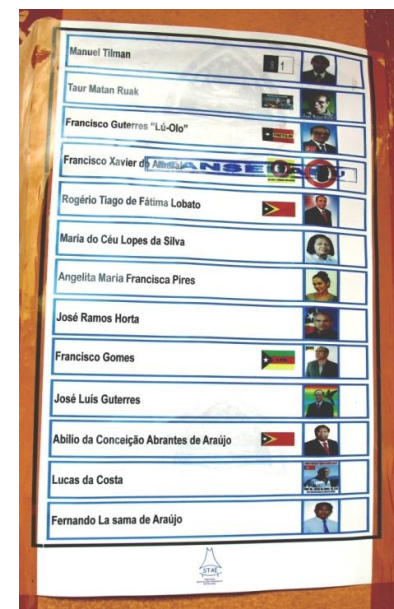 Manuel Tilman
Taur Matan Ruak
Francisco Guterres "Lú-Olo"
Francisco Xavier do
Rogério Tiago de Fátima Lobato
Maria do Céu Lopes da Silva
Angelita Maria Francisca Pires
José Ramos Horta
Francisco Gomes
José Luís Guterres
Abílio da Conceição Abrantes de Araújo
Lucas da Costa
Fernando La sama de Araújo
STAE